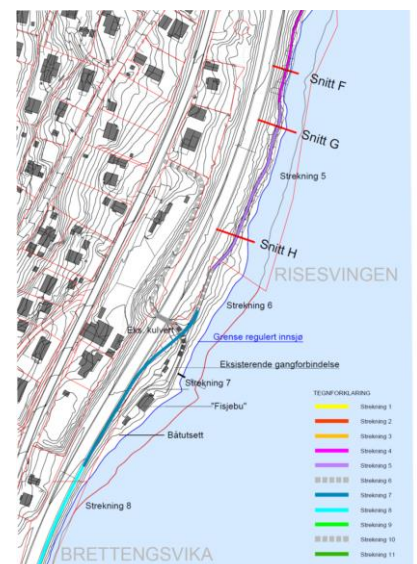 Snitt F
Snitt G
Strekning 5
Snitt H
RISESVINGEN
Strekning 6
Eks. kulvert
Grense regulert innsjø
Eksisterende gangforbindelse
Strekning 7
"Fisjebu"
Båtutsett
Strekning 8
BRETTENGSVIKA
TEGNFORKLARING
Strekning 1
Strekning 2
Strekning 3
Strekning 4
Strekning 5
Strekning 6
Strekning 7
Strekning 8
Strekning 9
Strekning 10
Strekning 11